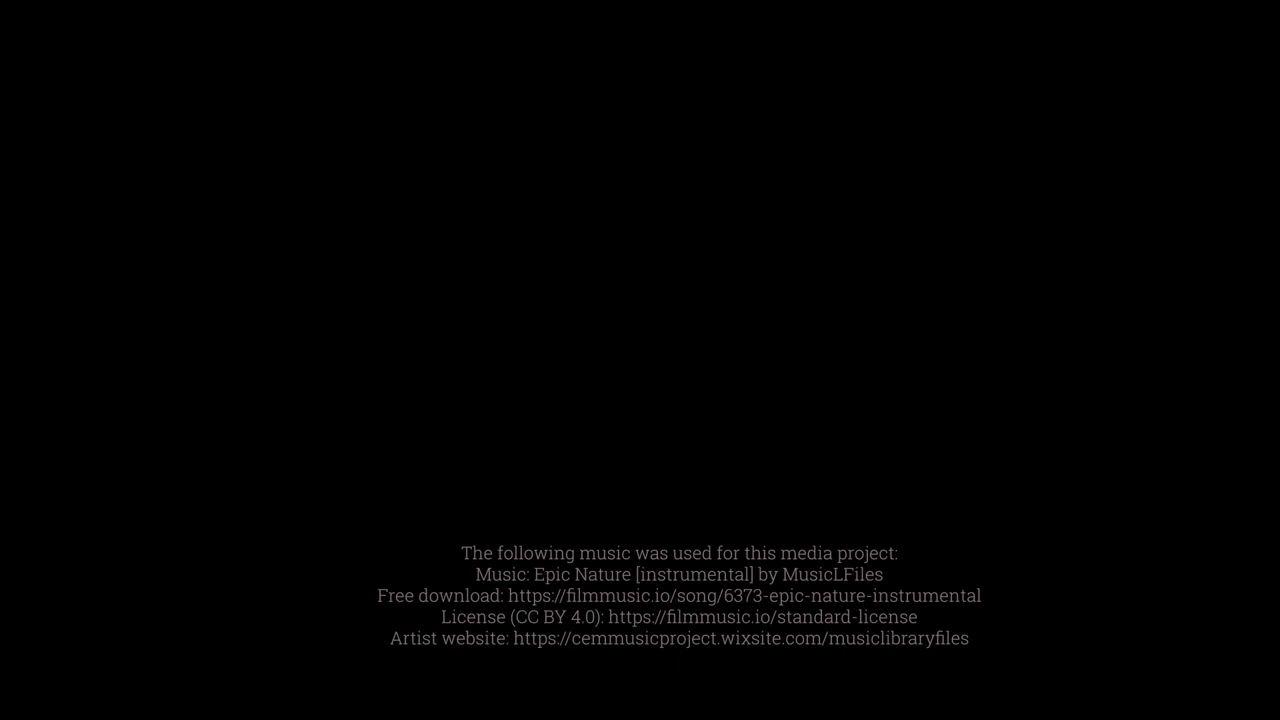 The following music was used for this media project:
Music: Epic Nature [instrumental] by MusicLFiles
Free download: https://filmmusic.io/song/6373-epic-nature-instrumental
License (CC BY 4.0): https://filmmusic.io/standard-license
Artist website: https://cemmusicproject.wixsite.com/musiclibraryfiles